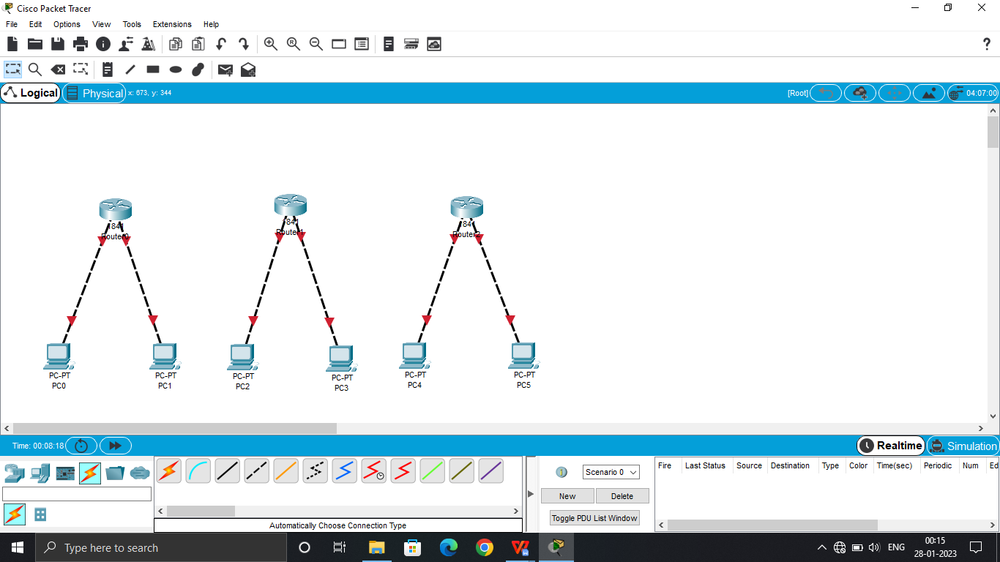 Cisco Packet Tracer
File Edit Options View Tools Extensions Help
?
Logical Physical x: 673, y: 344 [Root] 04:07:00
1841
Router0
1841
Router1
1841
Router2
PC-PT
PC0
PC-PT
PC1
PC-PT
PC2
PC-PT
PC3
PC-PT
PC4
PC-PT
PC5
Time: 00:08:18 Realtime Simulation
Scenario 0
New Delete
Toggle PDU List Window
Fire Last Status Source Destination Type Color Time(sec) Periodic Num Ed
Automatically Choose Connection Type
Type here to search
ENG
00:15
28-01-2023